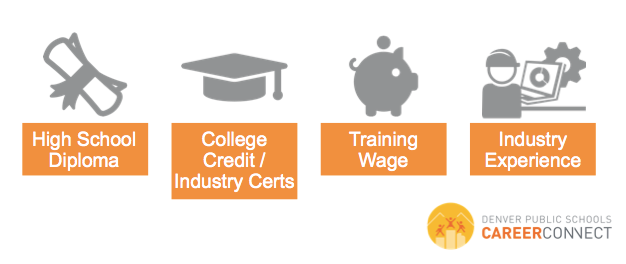 High School
Diploma
College
Credit /
Industry Certs
Training
Wage
Industry
Experience
DENVER PUBLIC SCHOOLS
CAREERCONNECT